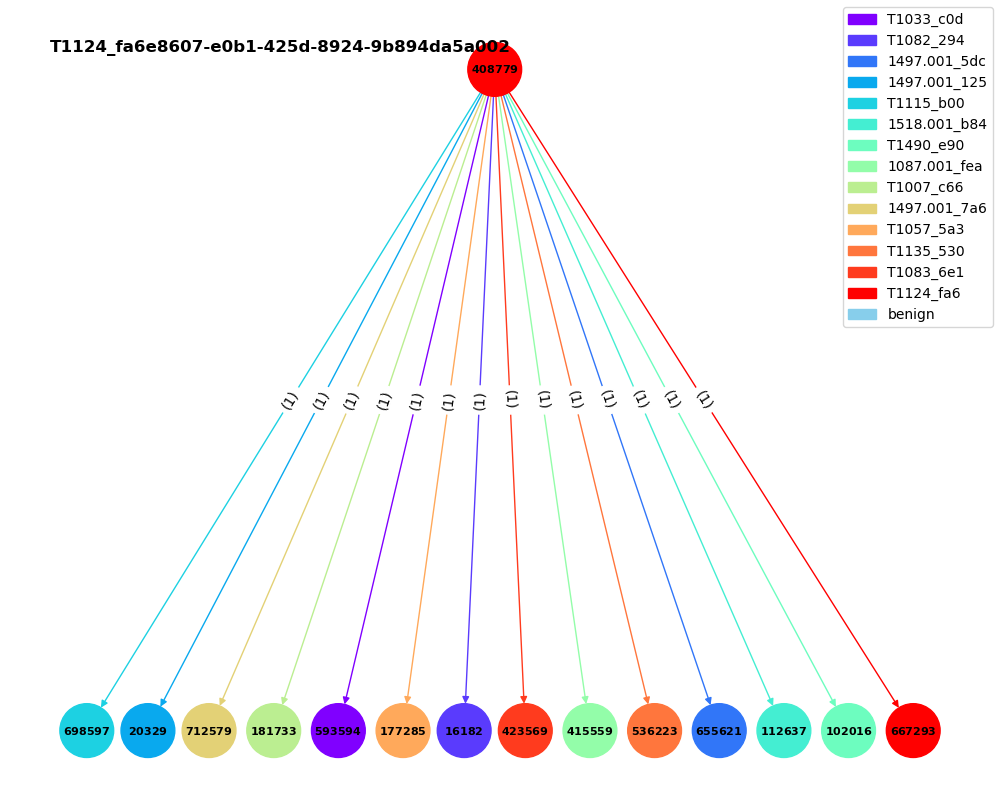 T1124_fa6e8607-e0b1-425d-8924-9b894da5a002
408779
T1033_c0d
T1082_294
1497.001_5dc
1497.001_125
T1115_b00
1518.001_b84
T1490_e90
1087.001_fea
T1007_c66
1497.001_7a6
T1057_5a3
T1135_530
T1083_6e1
T1124_fa6
benign
(1) (1) (1) (1) (1) (1) (1) (1) (1) (1) (1) (1) (1) (1)
698597 20329 712579 181733 593594 177285 16182 423569 415559 536223 655621 112637 102016 667293